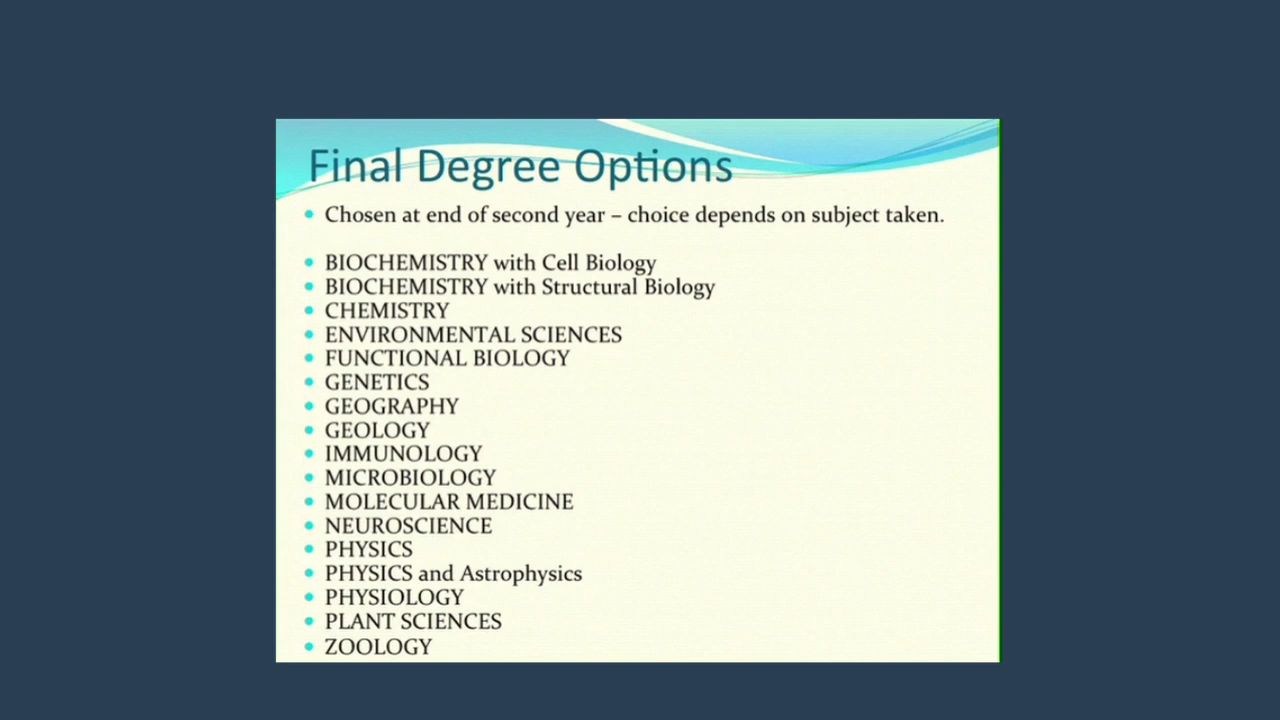 Final Degree Options
Chosen at end of second year – choice depends on subject taken.
BIOCHEMISTRY with Cell Biology
BIOCHEMISTRY with Structural Biology
CHEMISTRY
ENVIRONMENTAL SCIENCES
FUNCTIONAL BIOLOGY
GENETICS
GEOGRAPHY
GEOLOGY
IMMUNOLOGY
MICROBIOLOGY
MOLECULAR MEDICINE
NEUROSCIENCE
PHYSICS
PHYSICS and Astrophysics
PHYSIOLOGY
PLANT SCIENCES
ZOOLOGY